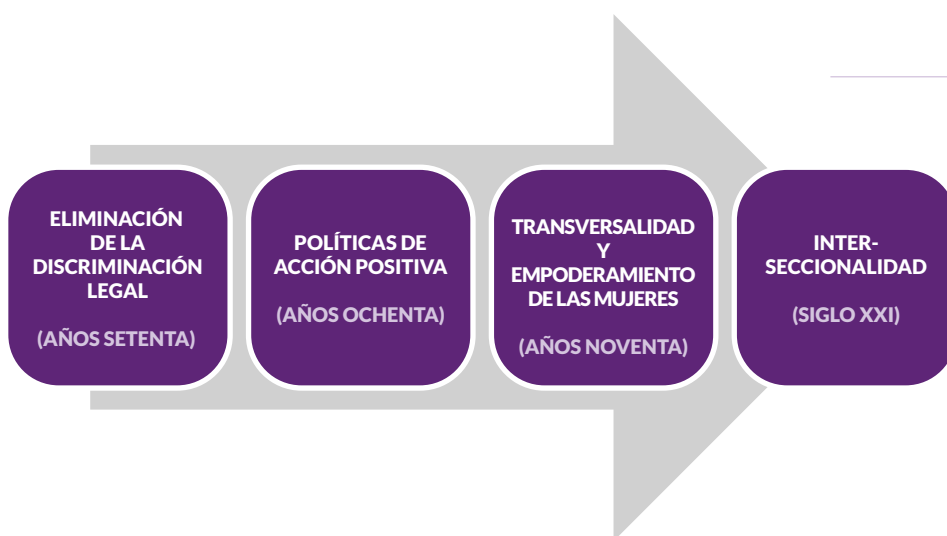 ELIMINACIÓN
DE LA
DISCRIMINACIÓN
LEGAL
(AÑOS SETENTA)
POLÍTICAS DE
ACCIÓN POSITIVA
(AÑOS OCHENTA)
TRANSVERSALIDAD
Y
EMPODERAMIENTO
DE LAS MUJERES
(AÑOS NOVENTA)
INTER-
SECCIONALIDAD
(SIGLO XXI)